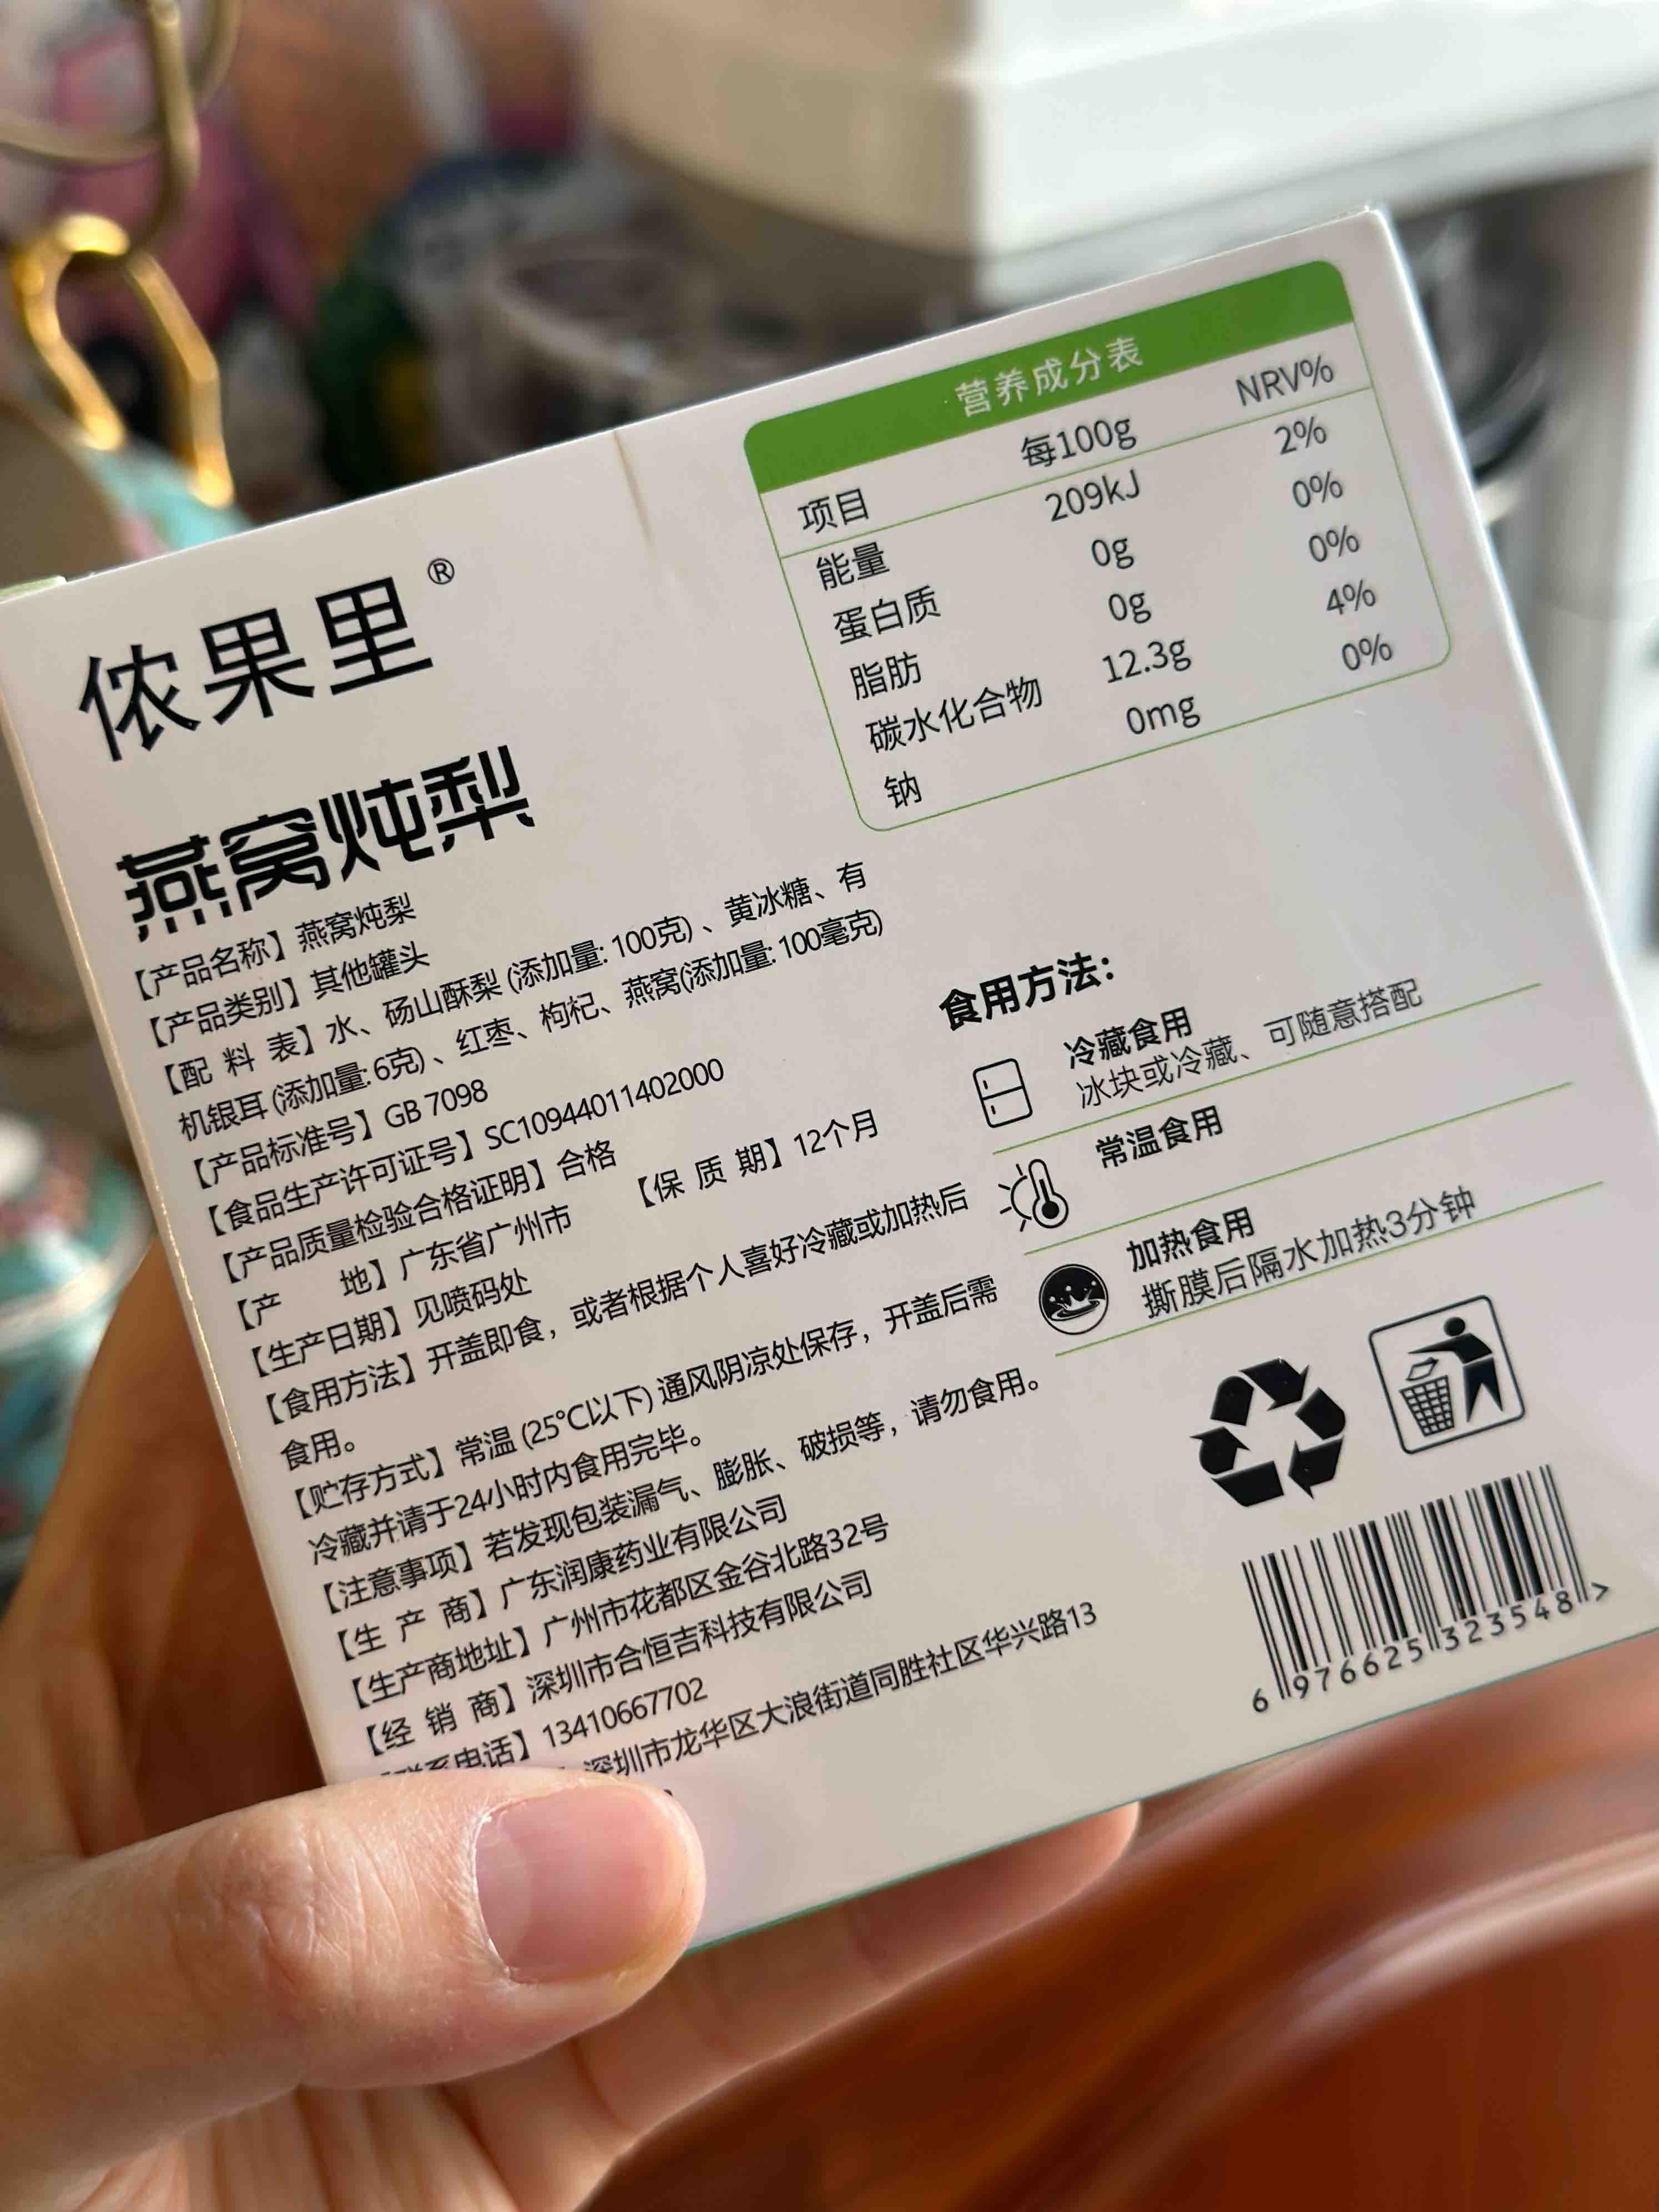 侬果里®
燕窝炖梨
【产品名称】燕窝炖梨
【产品类别】其他罐头
【配 料 表】水、砀山酥梨 (添加量: 100克) 、黄冰糖、有
机银耳 (添加量: 6克) 、红枣、枸杞、燕窝(添加量: 100毫克)
【产品标准号】GB 7098
【食品生产许可证号】SC10944011402000
【产品质量检验合格证明】合格
【产 地】广东省广州市 【保 质 期】12个月
【生产日期】见喷码处
【食用方法】开盖即食，或者根据个人喜好冷藏或加热后
食用。
【贮存方式】常温 (25℃以下) 通风阴凉处保存，开盖后需
冷藏并请于24小时内食用完毕。
【注意事项】若发现包装漏气、膨胀、破损等，请勿食用。
【生 产 商】广东润康药业有限公司
【生产商地址】广州市花都区金谷北路32号
【经 销 商】深圳市合恒吉科技有限公司
联系电话】13410667702
深圳市龙华区大浪街道同胜社区华兴路13
营养成分表
项目 每100g NRV%
能量 209kJ 2%
蛋白质 0g 0%
脂肪 0g 0%
碳水化合物 12.3g 4%
钠 0mg 0%
食用方法:
冷藏食用
冰块或冷藏、可随意搭配
常温食用
加热食用
撕膜后隔水加热3分钟
6 976625 323548 >